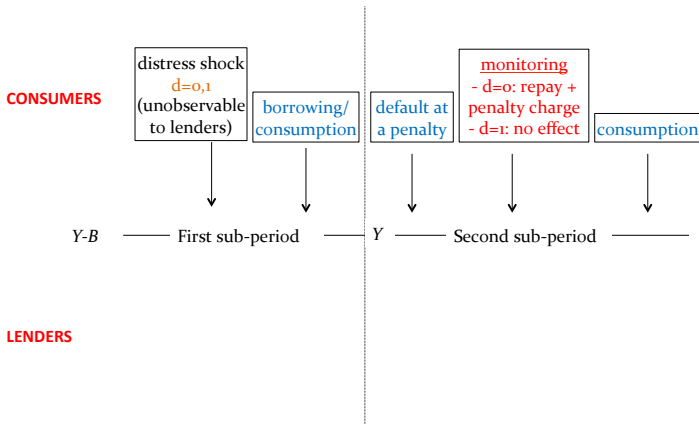 CONSUMERS
distress shock
d=0,1
(unobservable
to lenders)
borrowing/
consumption
default at
a penalty
monitoring
- d=0: repay +
penalty charge
- d=1: no effect
consumption
Y-B
First sub-period
Y
Second sub-period
LENDERS